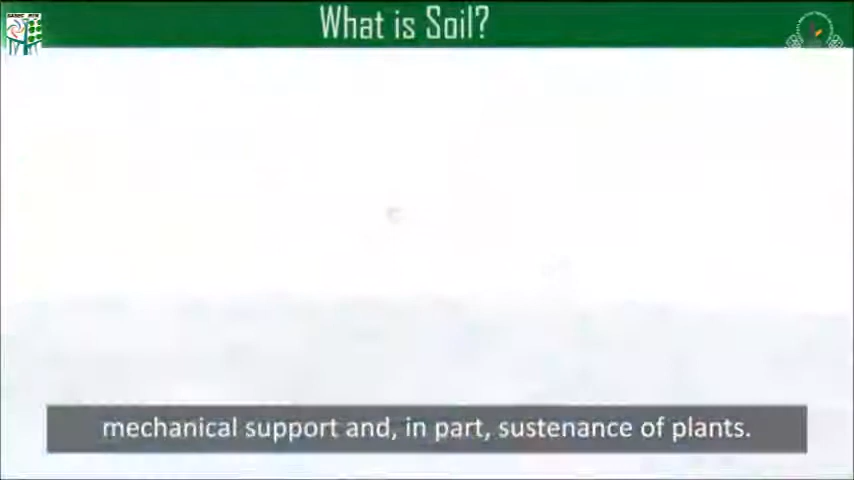 What is Soil?
mechanical support and, in part, sustenance of plants.